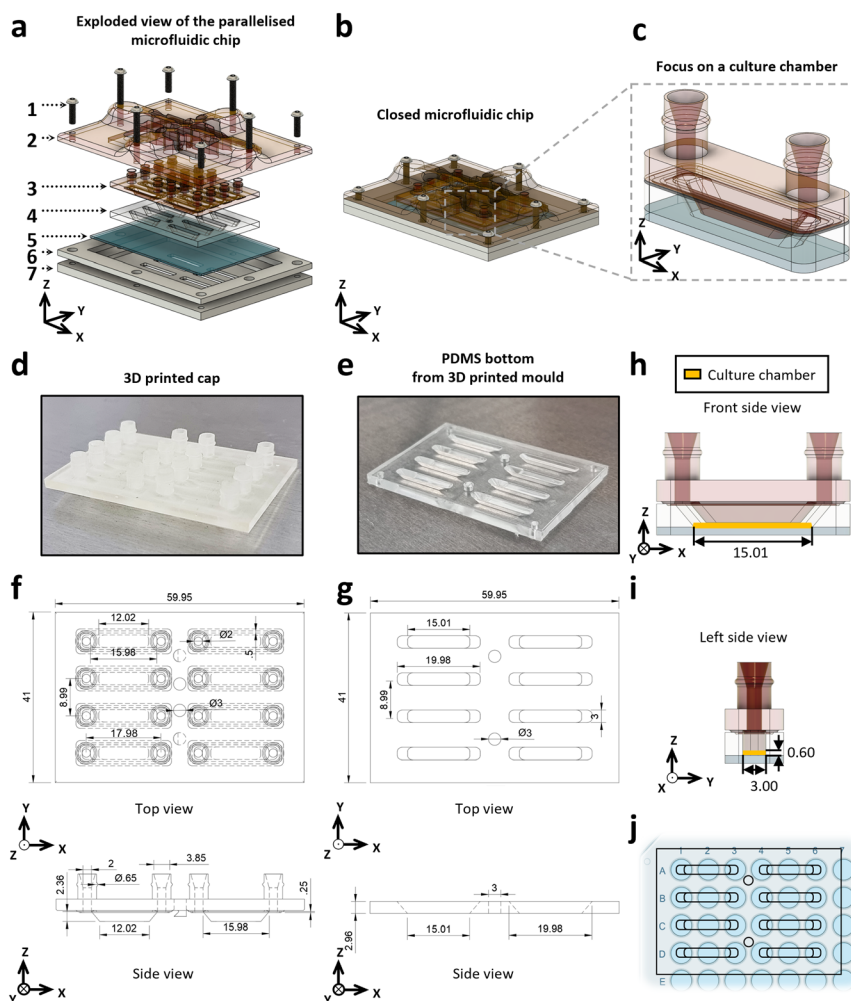 a
Exploded view of the parallelised
microfluidic chip
1
2
3
4
5
6
7
Z
Y
X
b
Closed microfluidic chip
Z
Y
X
c
Focus on a culture chamber
Z
Y
X
d
3D printed cap
e
PDMS bottom
from 3D printed mould
h
Culture chamber
Front side view
Z
Y
X
15.01
f
59.95
12.02
Ø2
15.98
5
41
8.99
Ø3
17.98
Top view
Y
Z
X
2
3.85
2.36
Ø.65
.25
12.02
15.98
Side view
Z
Y
X
g
59.95
15.01
19.98
41
8.99
3
Ø3
Top view
Y
Z
X
3
2.96
15.01
19.98
Side view
Z
Y
X
i
Left side view
Z
X
Y
0.60
3.00
j
1 2 3 4 5 6 7
A
B
C
D
E